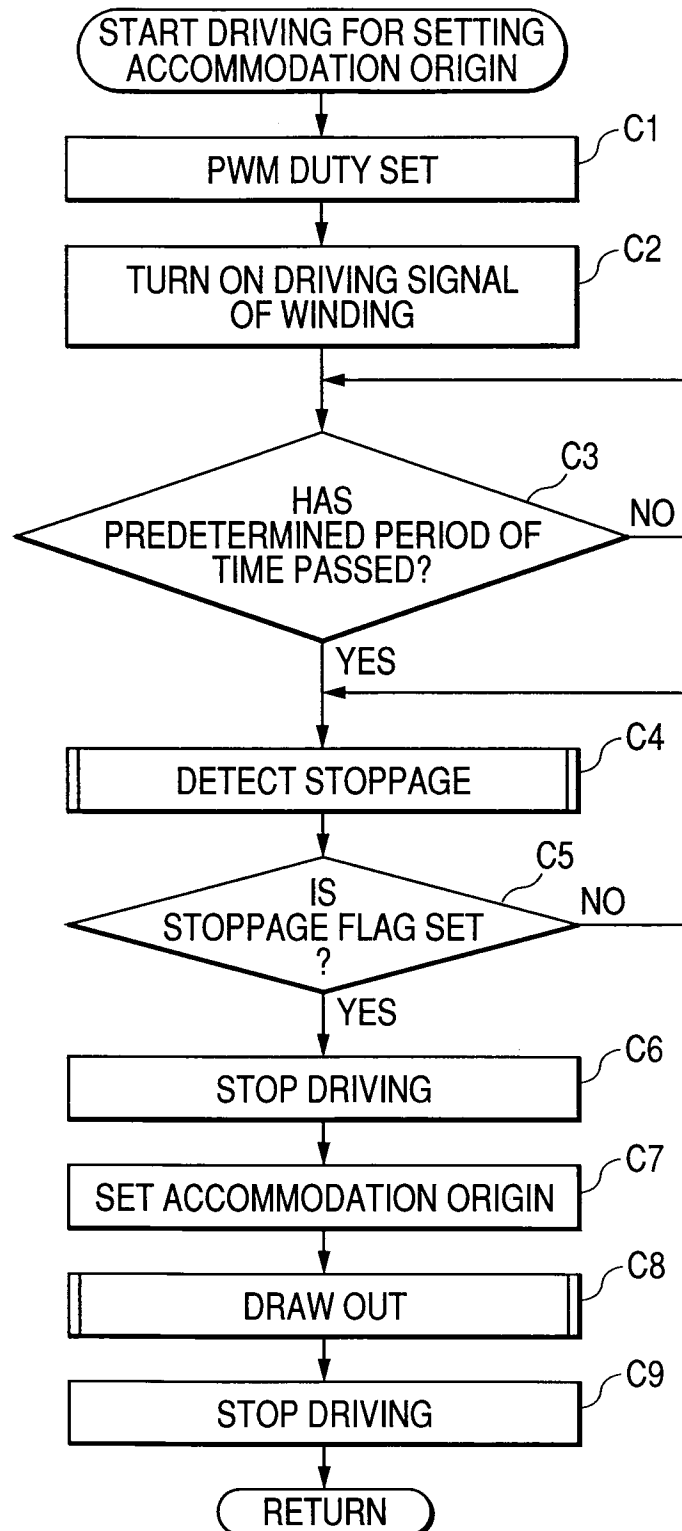 START DRIVING FOR SETTING
ACCOMMODATION ORIGIN
C1
PWM DUTY SET
C2
TURN ON DRIVING SIGNAL
OF WINDING
C3
HAS
PREDETERMINED PERIOD OF
TIME PASSED?
NO
YES
C4
DETECT STOPPAGE
C5
IS
STOPPAGE FLAG SET
?
NO
YES
C6
STOP DRIVING
C7
SET ACCOMMODATION ORIGIN
C8
DRAW OUT
C9
STOP DRIVING
RETURN